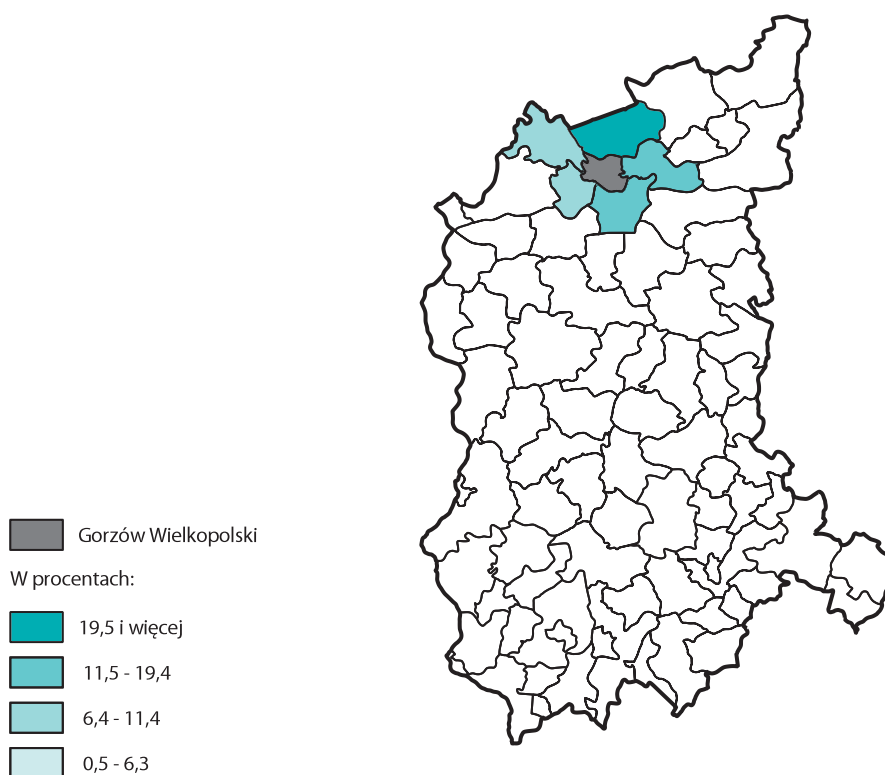 Gorzów Wielkopolski
W procentach:
19,5 i więcej
11,5 - 19,4
6,4 - 11,4
0,5 - 6,3